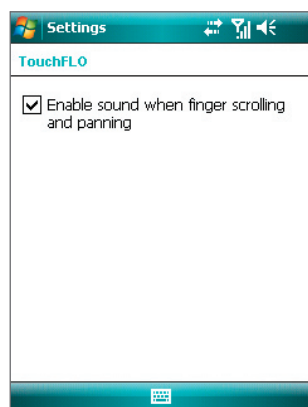 Settings
TouchFLO
Enable sound when finger scrolling
and panning